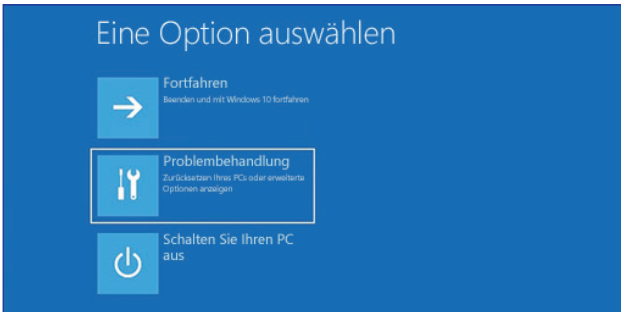 Eine Option auswählen
Fortfahren
Beenden und mit Windows 10 fortfahren
Problembehandlung
Zurücksetzen Ihres PCs oder erweiterte
Optionen anzeigen
Schalten Sie Ihren PC
aus